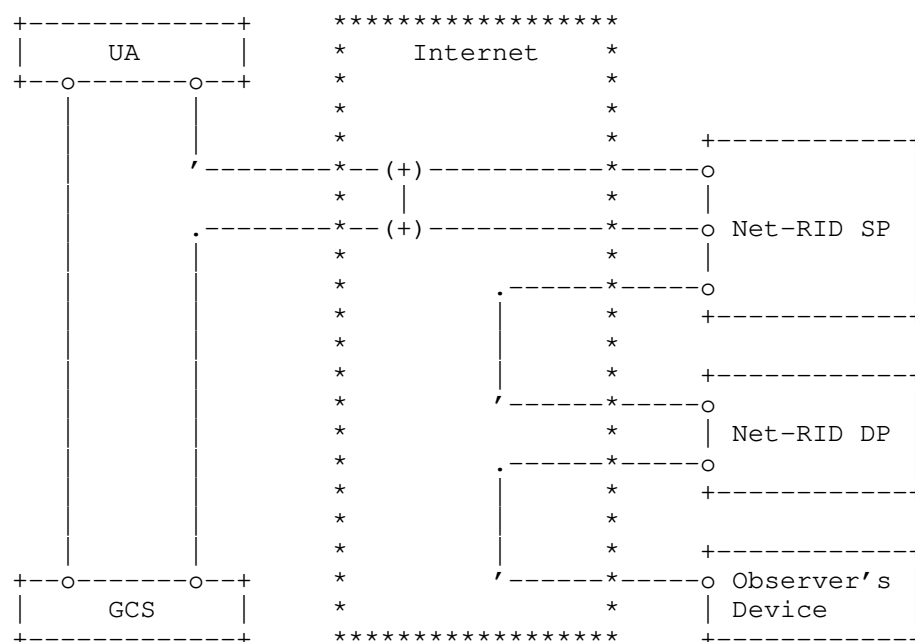 UA
Internet
Net-RID SP
Net-RID DP
Observer's
Device
GCS